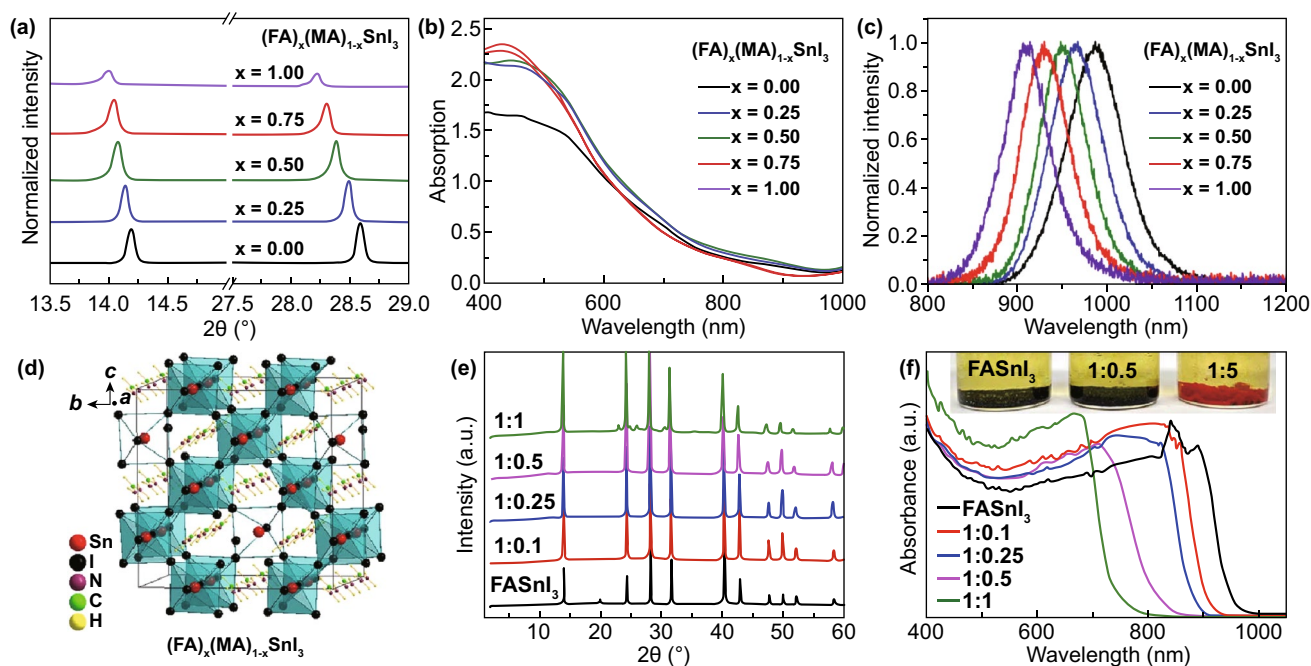 (a)
(FA)ₓ(MA)₁₋ₓSnI₃
x = 1.00
x = 0.75
x = 0.50
x = 0.25
x = 0.00
Normalized intensity
13.5 14.0 14.5 27.5 28.0 28.5 29.0
2θ (°)
(b)
(FA)ₓ(MA)₁₋ₓSnI₃
x = 0.00
x = 0.25
x = 0.50
x = 0.75
x = 1.00
Absorption
2.5
2.0
1.5
1.0
0.5
0.0
400 600 800 1000
Wavelength (nm)
(c)
(FA)ₓ(MA)₁₋ₓSnI₃
x = 0.00
x = 0.25
x = 0.50
x = 0.75
x = 1.00
Normalized intensity
1.0
0.8
0.6
0.4
0.2
0.0
800 900 1000 1100 1200
Wavelength (nm)
(d)
c
b a
Sn
I
N
C
H
(FA)ₓ(MA)₁₋ₓSnI₃
(e)
1:1
1:0.5
1:0.25
1:0.1
FASnI₃
Intensity (a.u.)
10 20 30 40 50 60
2θ (°)
(f)
FASnI₃ 1:0.5 1:5
Absorbance (a.u.)
FASnI₃
1:0.1
1:0.25
1:0.5
1:1
400 600 800 1000
Wavelength (nm)